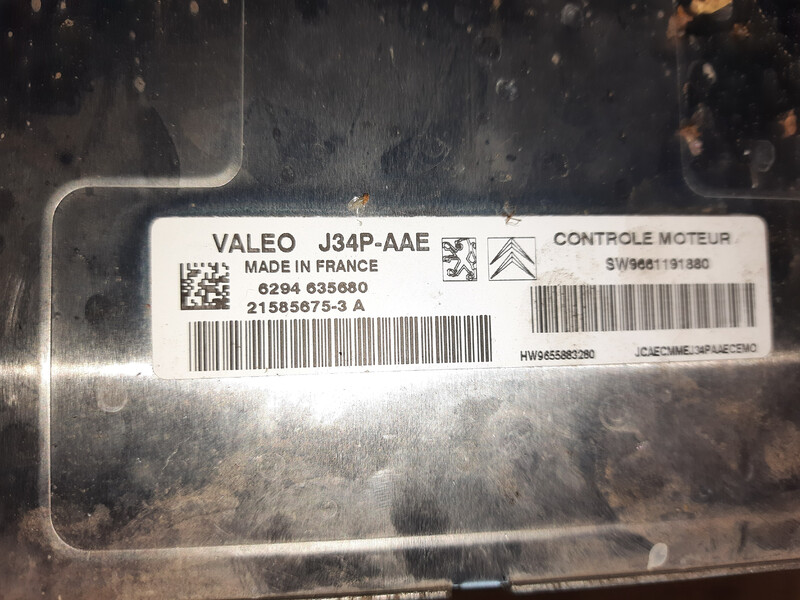 VALEO J34P-AAE
MADE IN FRANCE
6294 635680
21585675-3 A
CONTROLE MOTEUR
SW9661191880
HW9655883280
JCAECMMEJ34PAAECEMO